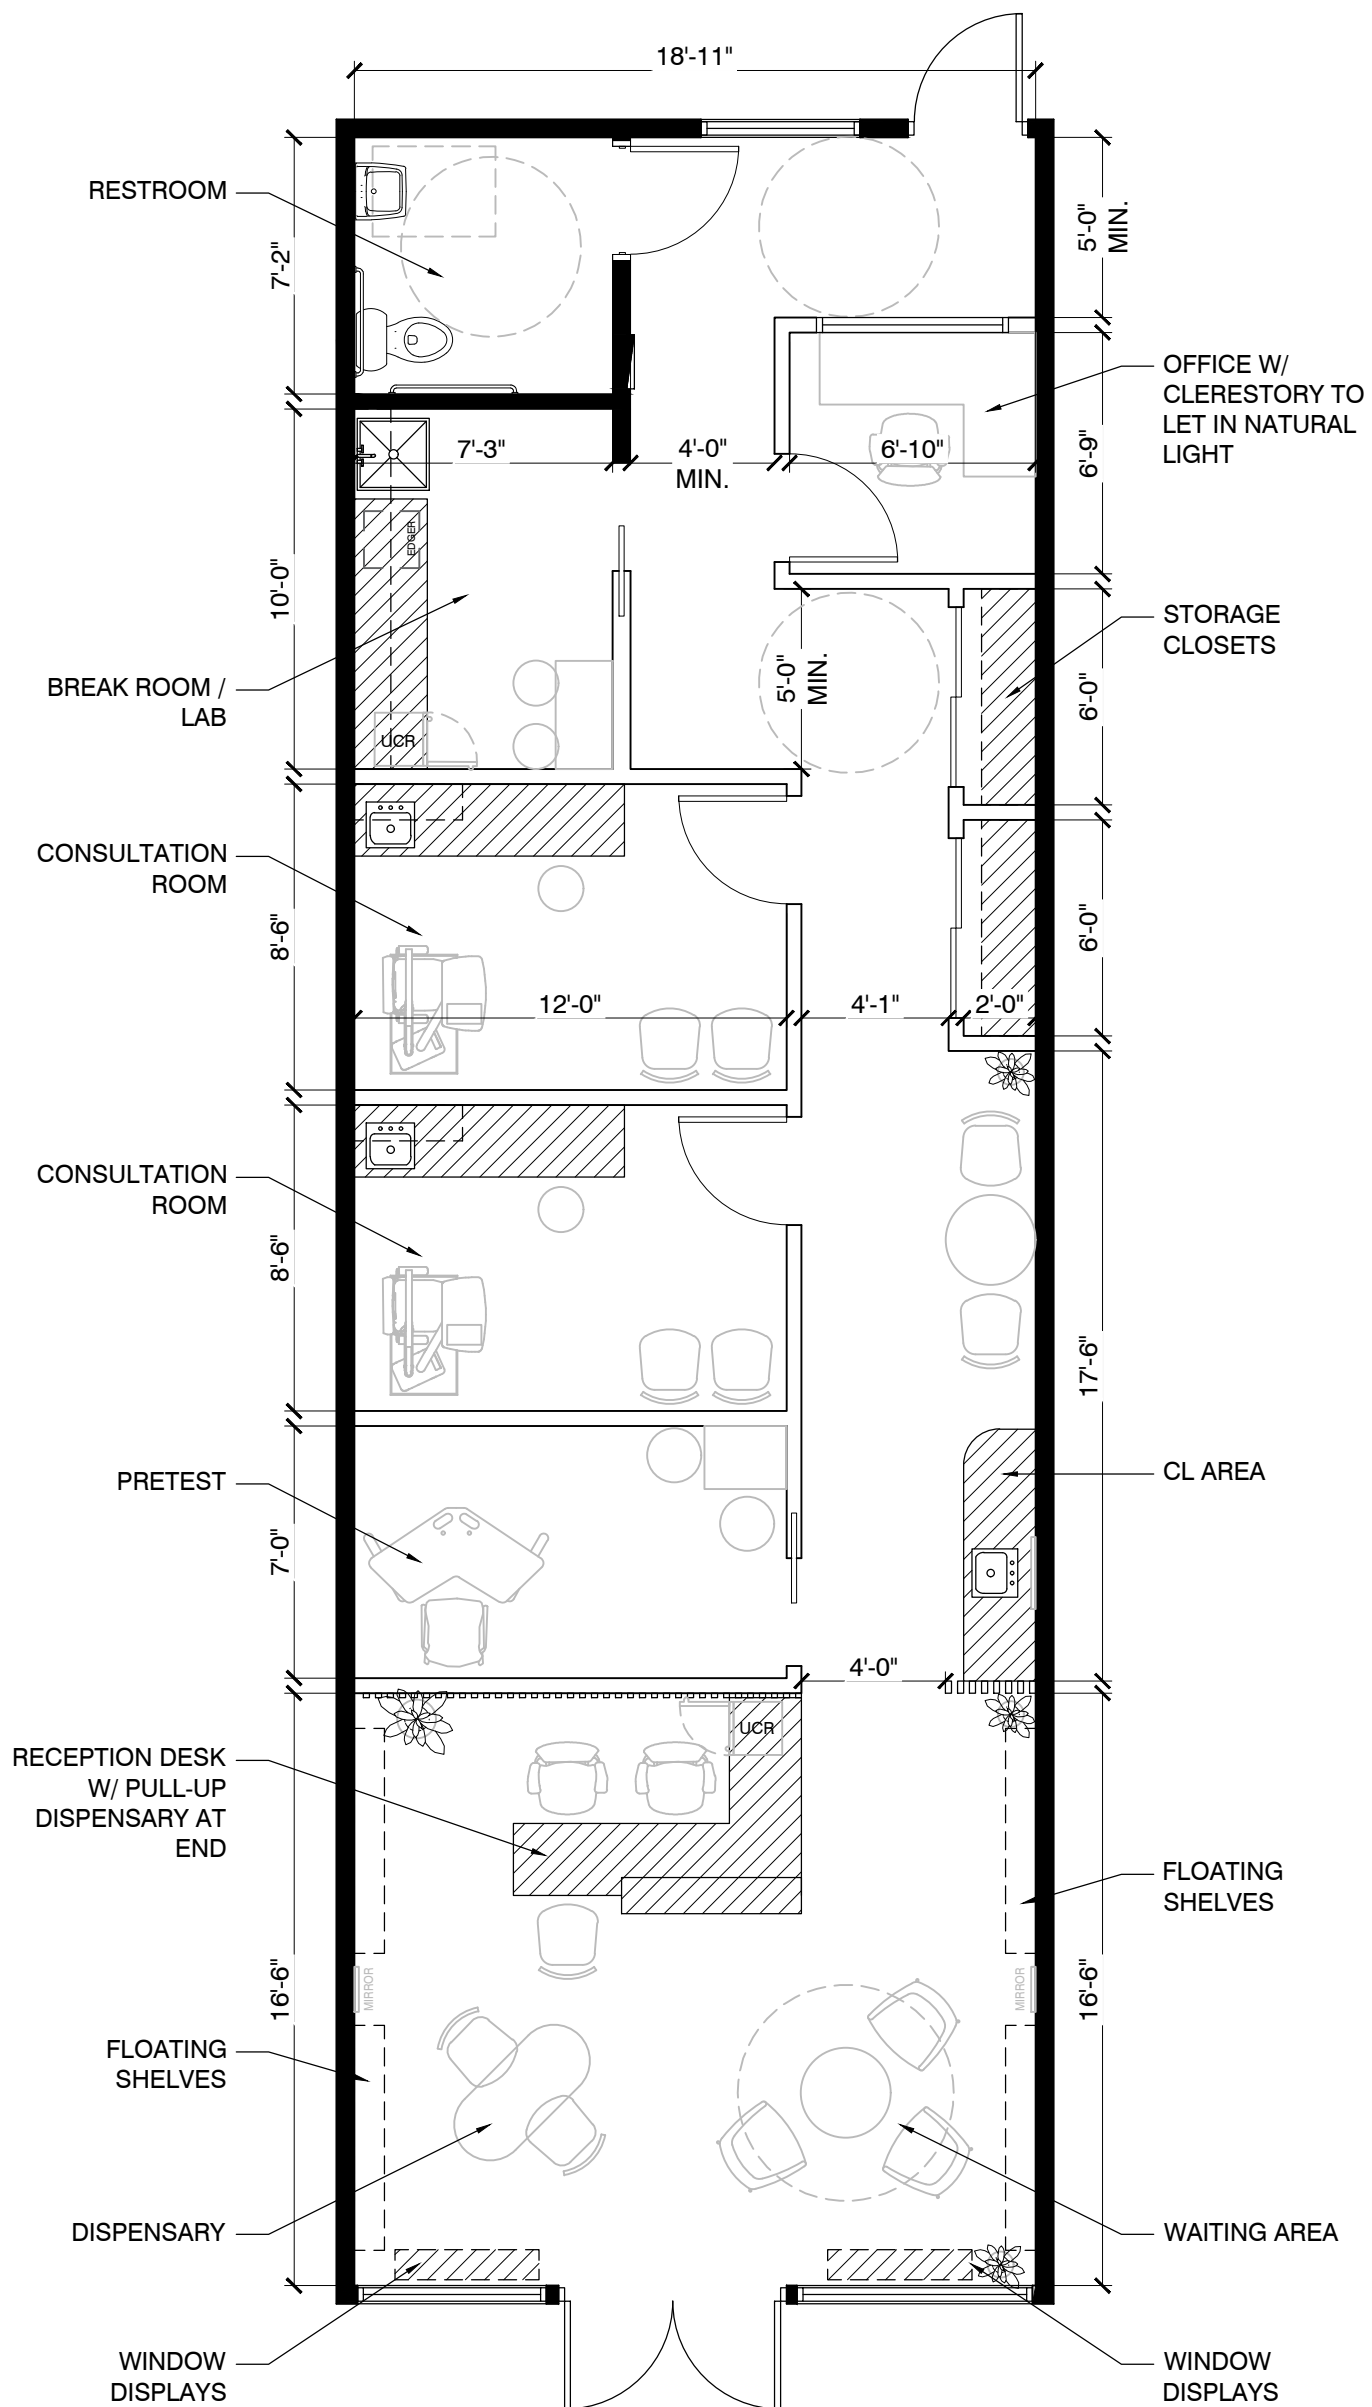 18'-11"
RESTROOM
7'-2"
5'-0"
MIN.
OFFICE W/
CLERESTORY TO
LET IN NATURAL
LIGHT
7'-3"
4'-0"
MIN.
6'-10"
6'-9"
EDGER
10'-0"
STORAGE
CLOSETS
5'-0"
MIN.
6'-0"
BREAK ROOM /
LAB
UCR
CONSULTATION
ROOM
8'-6"
6'-0"
12'-0"
4'-1"
2'-0"
CONSULTATION
ROOM
8'-6"
17'-6"
PRETEST
CL AREA
7'-0"
4'-0"
UCR
RECEPTION DESK
W/ PULL-UP
DISPENSARY AT
END
FLOATING
SHELVES
16'-6"
MIRROR
MIRROR
16'-6"
FLOATING
SHELVES
DISPENSARY
WAITING AREA
WINDOW
DISPLAYS
WINDOW
DISPLAYS